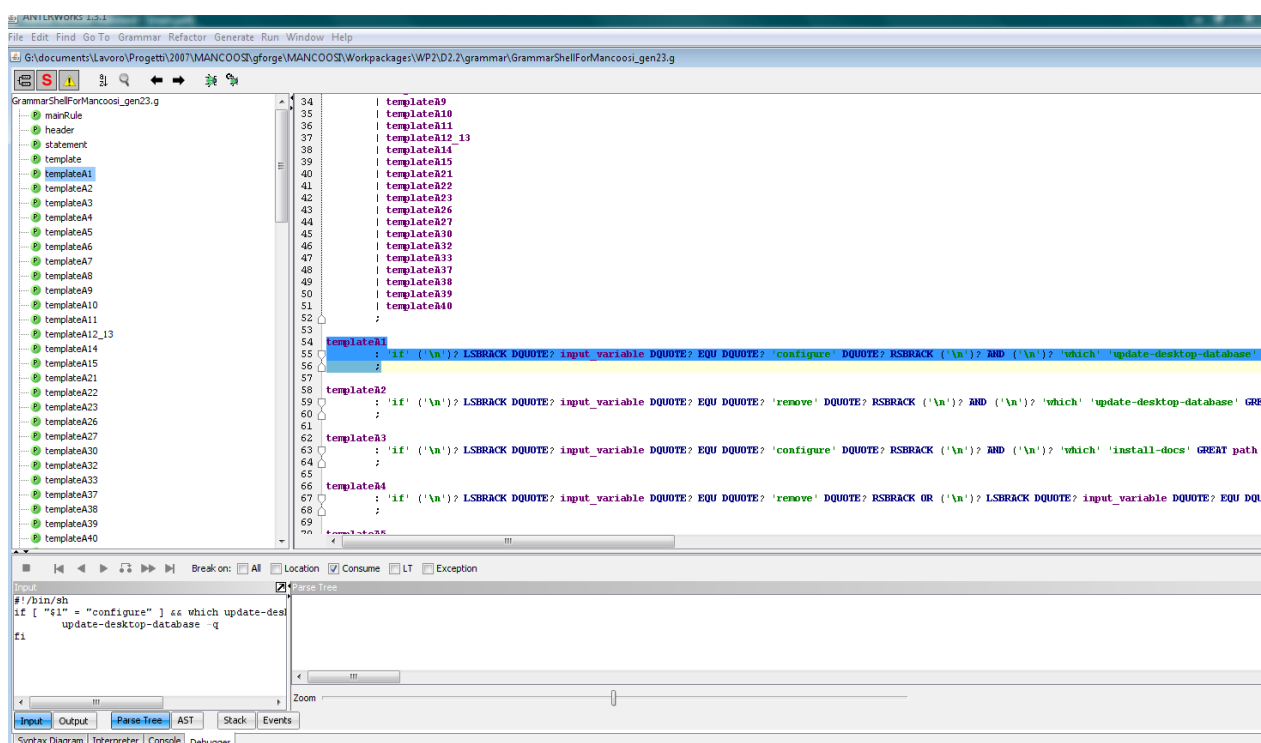 ANTLRWorks 1.3.1
File Edit Find Go To Grammar Refactor Generate Run Window Help
G:\documents\Lavoro\Progetti\2007\MANCOOSI\gforge\MANCOOSI\Workpackages\WP2\D2.2\grammar\GrammarShellForMancoosi_gen23.g
GrammarShellForMancoosi_gen23.g
mainRule
header
statement
template
templateA1
templateA2
templateA3
templateA4
templateA5
templateA6
templateA7
templateA8
templateA9
templateA10
templateA11
templateA12_13
templateA14
templateA15
templateA21
templateA22
templateA23
templateA26
templateA27
templateA30
templateA32
templateA33
templateA37
templateA38
templateA39
templateA40
34 | templateA9
35 | templateA10
36 | templateA11
37 | templateA12_13
38 | templateA14
39 | templateA15
40 | templateA21
41 | templateA22
42 | templateA23
43 | templateA26
44 | templateA27
45 | templateA30
46 | templateA32
47 | templateA33
48 | templateA37
49 | templateA38
50 | templateA39
51 | templateA40
52 ;
53
54 templateA1
55 : 'if' ('\n')? LSBRACK DQUOTE? input_variable DQUOTE? EQU DQUOTE? 'configure' DQUOTE? RSBRACK ('\n')? AND ('\n')? 'which' 'update-desktop-database'
56 ;
57
58 templateA2
59 : 'if' ('\n')? LSBRACK DQUOTE? input_variable DQUOTE? EQU DQUOTE? 'remove' DQUOTE? RSBRACK ('\n')? AND ('\n')? 'which' 'update-desktop-database' GRE
60 ;
61
62 templateA3
63 : 'if' ('\n')? LSBRACK DQUOTE? input_variable DQUOTE? EQU DQUOTE? 'configure' DQUOTE? RSBRACK ('\n')? AND ('\n')? 'which' 'install-docs' GREAT path
64 ;
65
66 templateA4
67 : 'if' ('\n')? LSBRACK DQUOTE? input_variable DQUOTE? EQU DQUOTE? 'remove' DQUOTE? RSBRACK OR ('\n')? LSBRACK DQUOTE? input_variable DQUOTE? EQU DQU
68 ;
69
70 templateA5
Break on: All Location Consume LT Exception
Input
#!/bin/sh
if [ "$1" = "configure" ] && which update-des
update-desktop-database -q
fi
Parse Tree
Zoom
Input Output Parse Tree AST Stack Events
Syntax Diagram Interpreter Console Debugger